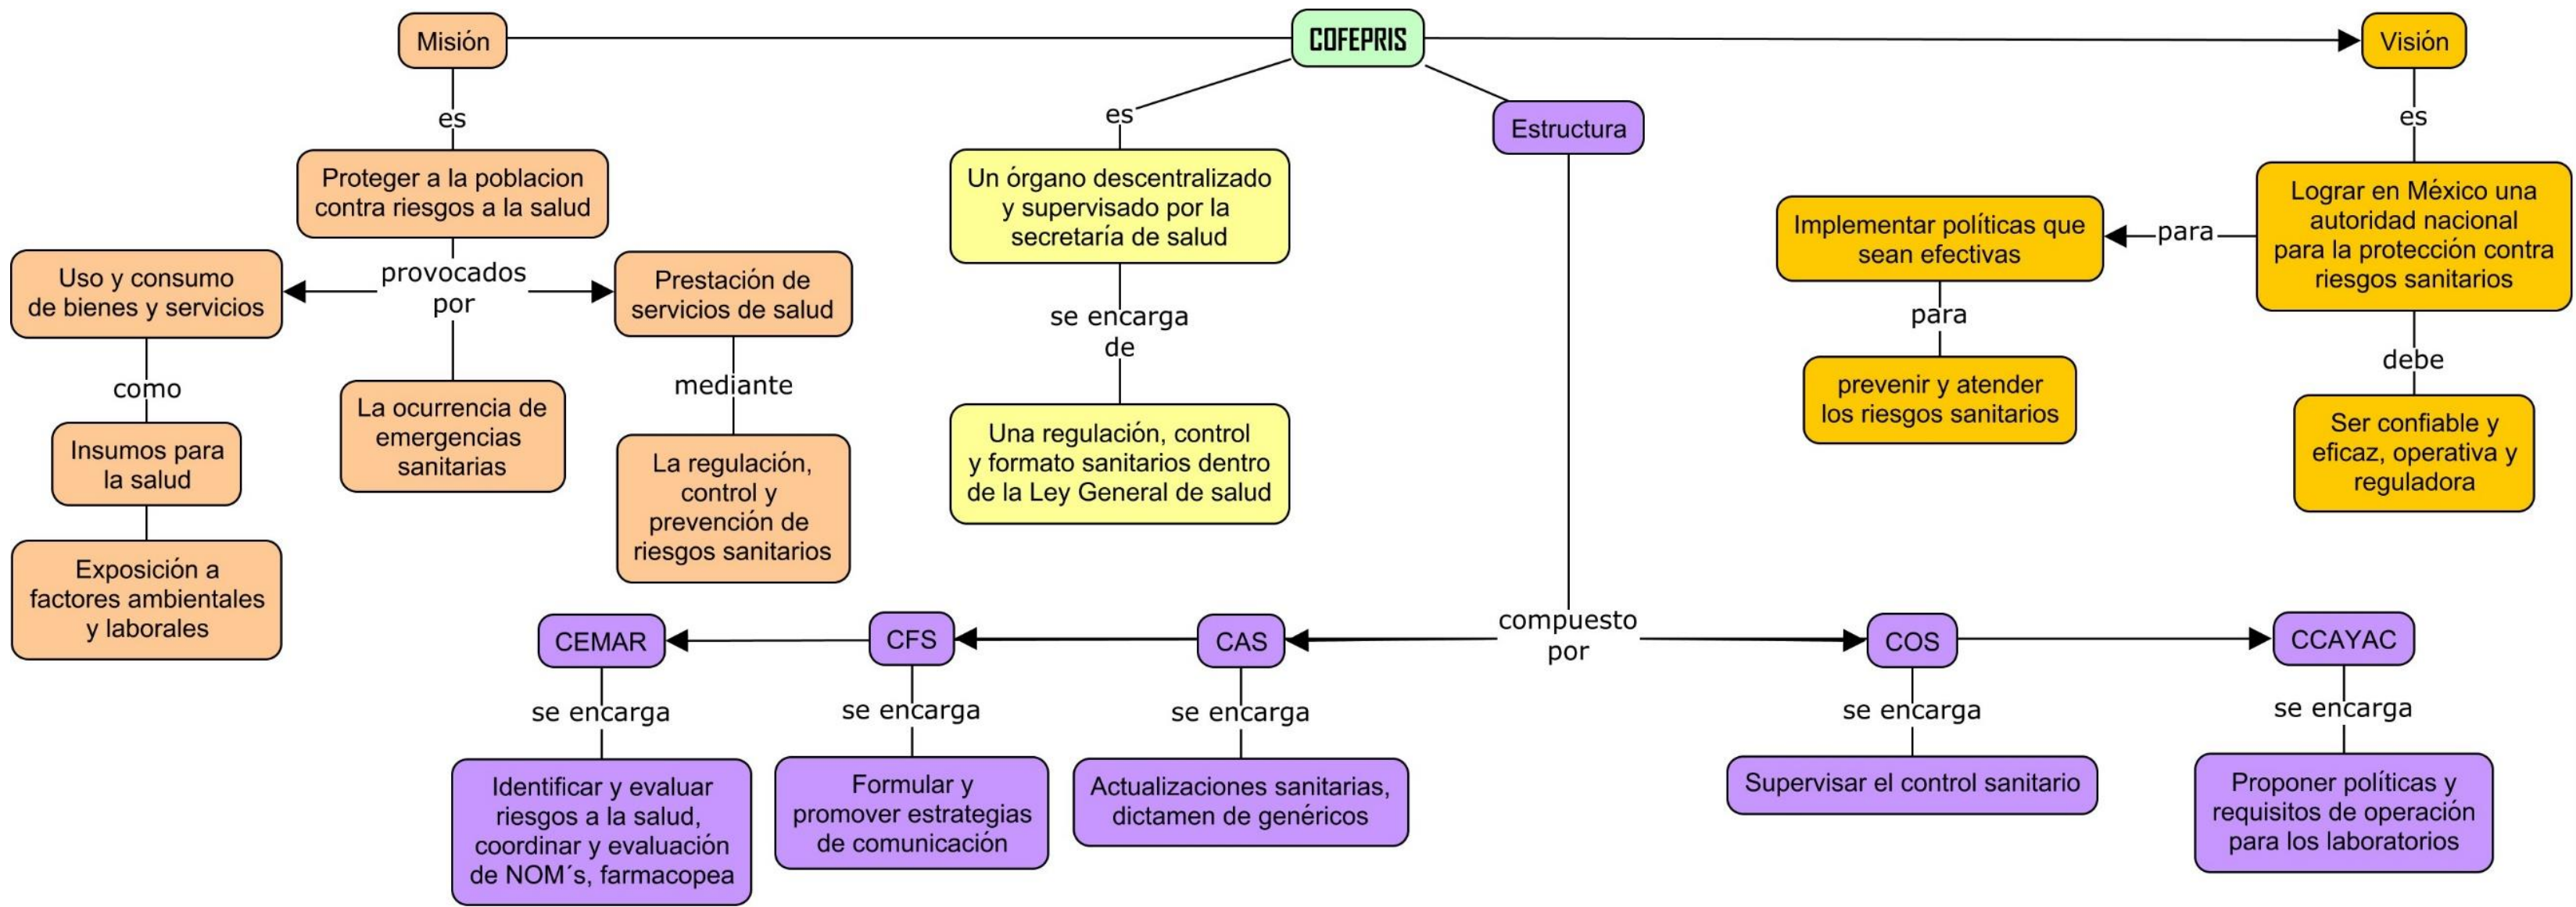 COFEPRIS
Misión
es
Proteger a la poblacion
contra riesgos a la salud
provocados
por
Uso y consumo
de bienes y servicios
como
Insumos para
la salud
Exposición a
factores ambientales
y laborales
La ocurrencia de
emergencias
sanitarias
Prestación de
servicios de salud
mediante
La regulación,
control y
prevención de
riesgos sanitarios
es
Un órgano descentralizado
y supervisado por la
secretaría de salud
se encarga
de
Una regulación, control
y formato sanitarios dentro
de la Ley General de salud
Estructura
compuesto
por
CEMAR
se encarga
Identificar y evaluar
riesgos a la salud,
coordinar y evaluación
de NOM´s, farmacopea
CFS
se encarga
Formular y
promover estrategias
de comunicación
CAS
se encarga
Actualizaciones sanitarias,
dictamen de genéricos
COS
se encarga
Supervisar el control sanitario
CCAYAC
se encarga
Proponer políticas y
requisitos de operación
para los laboratorios
Visión
es
Lograr en México una
autoridad nacional
para la protección contra
riesgos sanitarios
para
Implementar políticas que
sean efectivas
para
prevenir y atender
los riesgos sanitarios
debe
Ser confiable y
eficaz, operativa y
reguladora